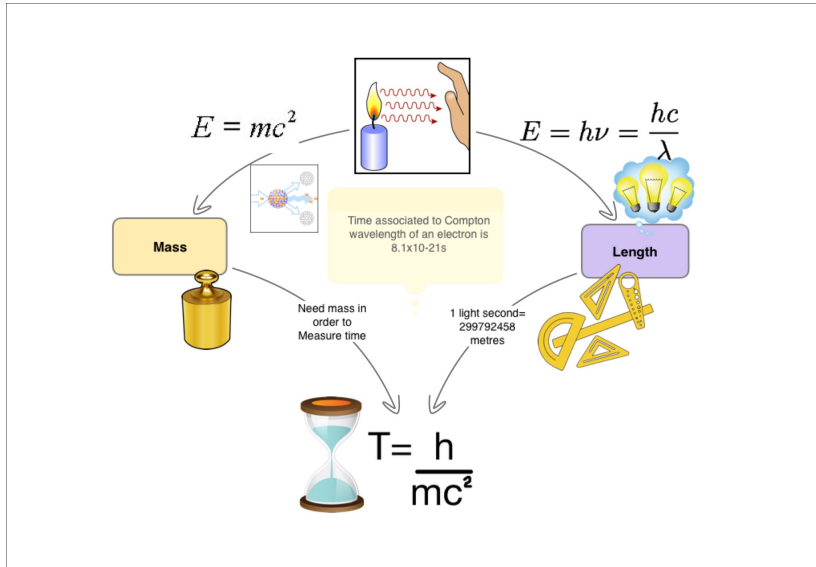 E = mc²
E = hν = hc/λ
Time associated to Compton
wavelength of an electron is
8.1x10-21s
Mass
Length
Need mass in
order to
Measure time
1 light second=
299792458
metres
T= h/mc²